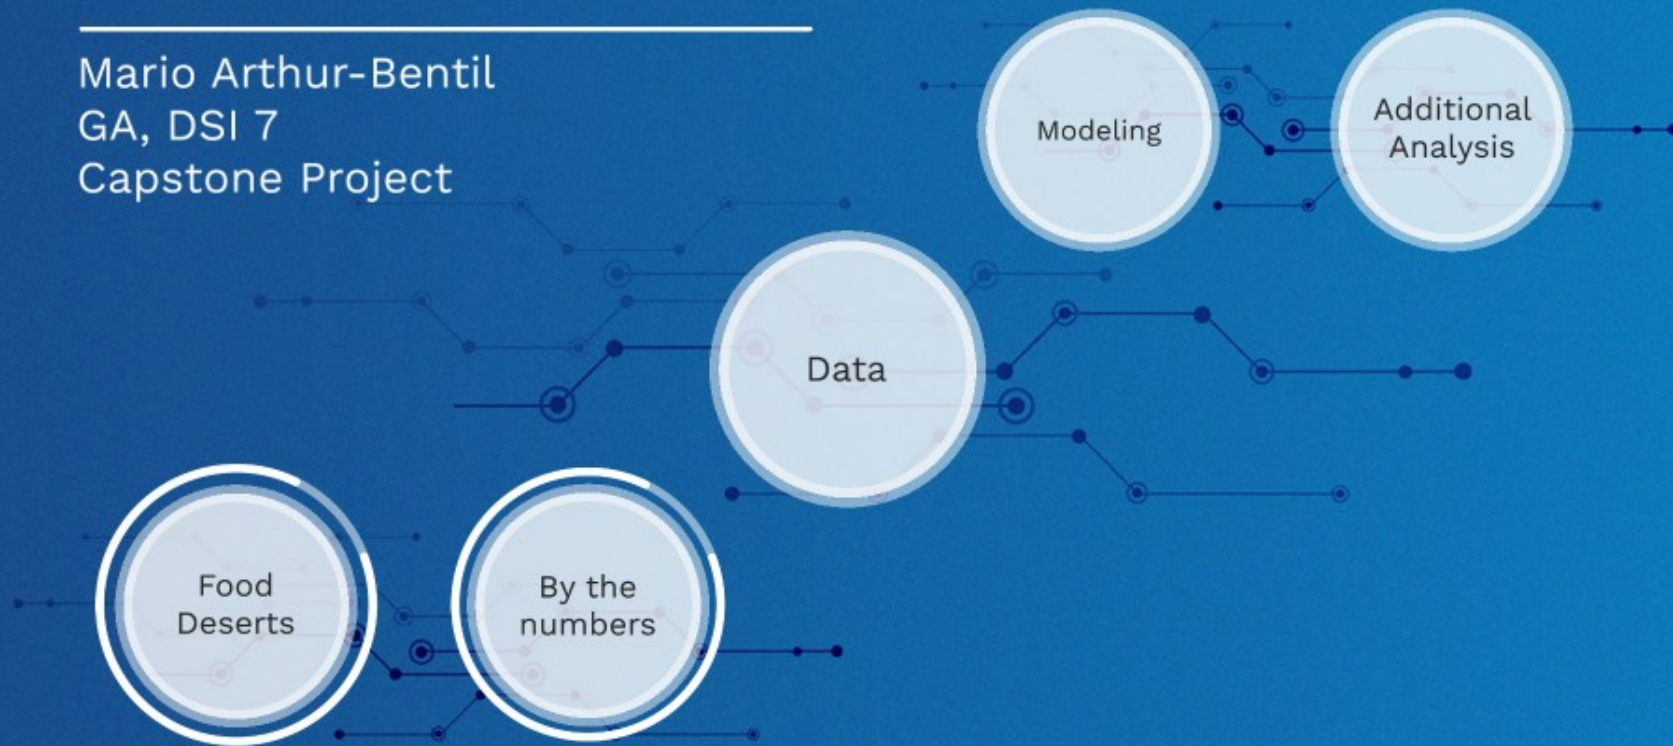 Mario Arthur-Bentil
GA, DSI 7
Capstone Project
Modeling
Additional
Analysis
Data
Food
Deserts
By the
numbers